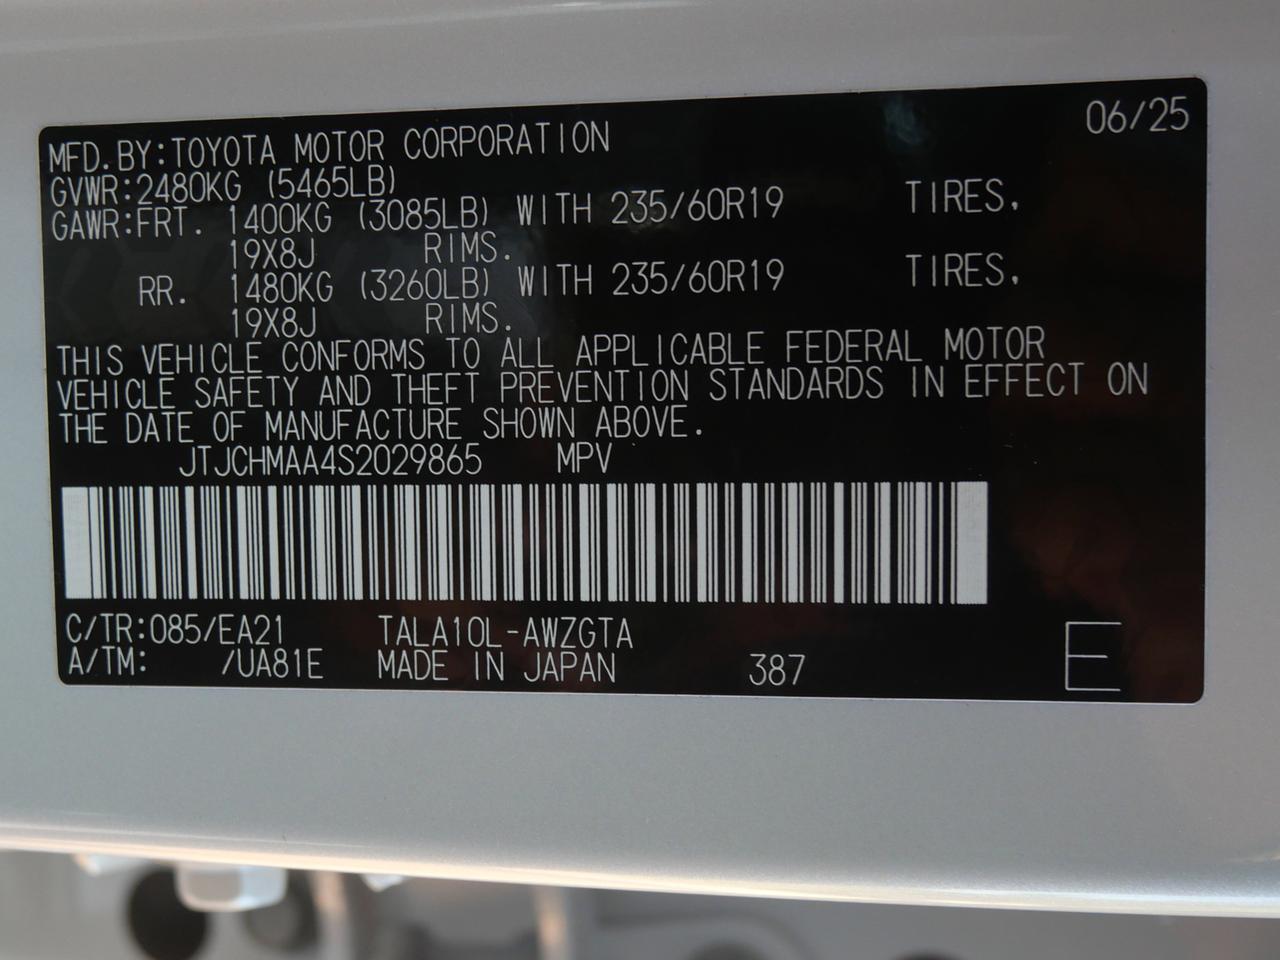 06/25
MFD.BY:TOYOTA MOTOR CORPORATION
GVWR:2480KG (5465LB)
GAWR:FRT. 1400KG (3085LB) WITH 235/60R19 TIRES,
19X8J RIMS.
RR. 1480KG (3260LB) WITH 235/60R19 TIRES,
19X8J RIMS.
THIS VEHICLE CONFORMS TO ALL APPLICABLE FEDERAL MOTOR
VEHICLE SAFETY AND THEFT PREVENTION STANDARDS IN EFFECT ON
THE DATE OF MANUFACTURE SHOWN ABOVE.
JTJCHMAA4S2029865 MPV
C/TR:085/EA21 TALA10L-AWZGTA
A/TM: /UA81E MADE IN JAPAN 387 E